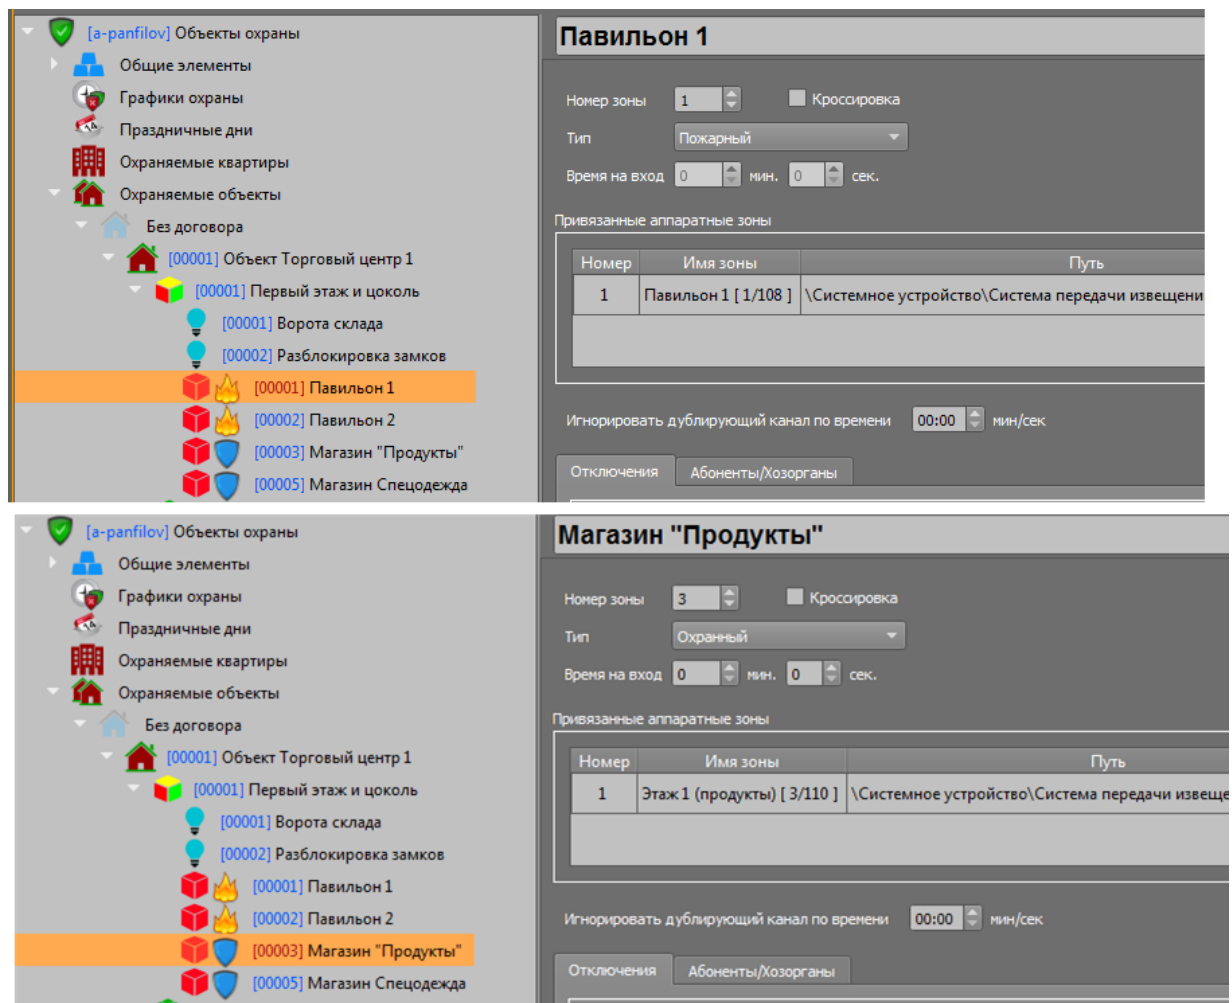 [a-panfilov] Объекты охраны
Общие элементы
Графики охраны
Праздничные дни
Охраняемые квартиры
Охраняемые объекты
Без договора
[00001] Объект Торговый центр 1
[00001] Первый этаж и цоколь
[00001] Ворота склада
[00002] Разблокировка замков
[00001] Павильон 1
[00002] Павильон 2
[00003] Магазин "Продукты"
[00005] Магазин Спецодежда
Павильон 1
Номер зоны 1 Кроссировка
Тип Пожарный
Время на вход 0 мин. 0 сек.
Привязанные аппаратные зоны
Номер Имя зоны Путь
1 Павильон 1 [ 1/108 ] \Системное устройство\Система передачи извещени
Игнорировать дублирующий канал по времени 00:00 мин/сек
Отключения Абоненты/Хозорганы
[a-panfilov] Объекты охраны
Общие элементы
Графики охраны
Праздничные дни
Охраняемые квартиры
Охраняемые объекты
Без договора
[00001] Объект Торговый центр 1
[00001] Первый этаж и цоколь
[00001] Ворота склада
[00002] Разблокировка замков
[00001] Павильон 1
[00002] Павильон 2
[00003] Магазин "Продукты"
[00005] Магазин Спецодежда
Магазин "Продукты"
Номер зоны 3 Кроссировка
Тип Охранный
Время на вход 0 мин. 0 сек.
Привязанные аппаратные зоны
Номер Имя зоны Путь
1 Этаж 1 (продукты) [ 3/110 ] \Системное устройство\Система передачи извеще
Игнорировать дублирующий канал по времени 00:00 мин/сек
Отключения Абоненты/Хозорганы